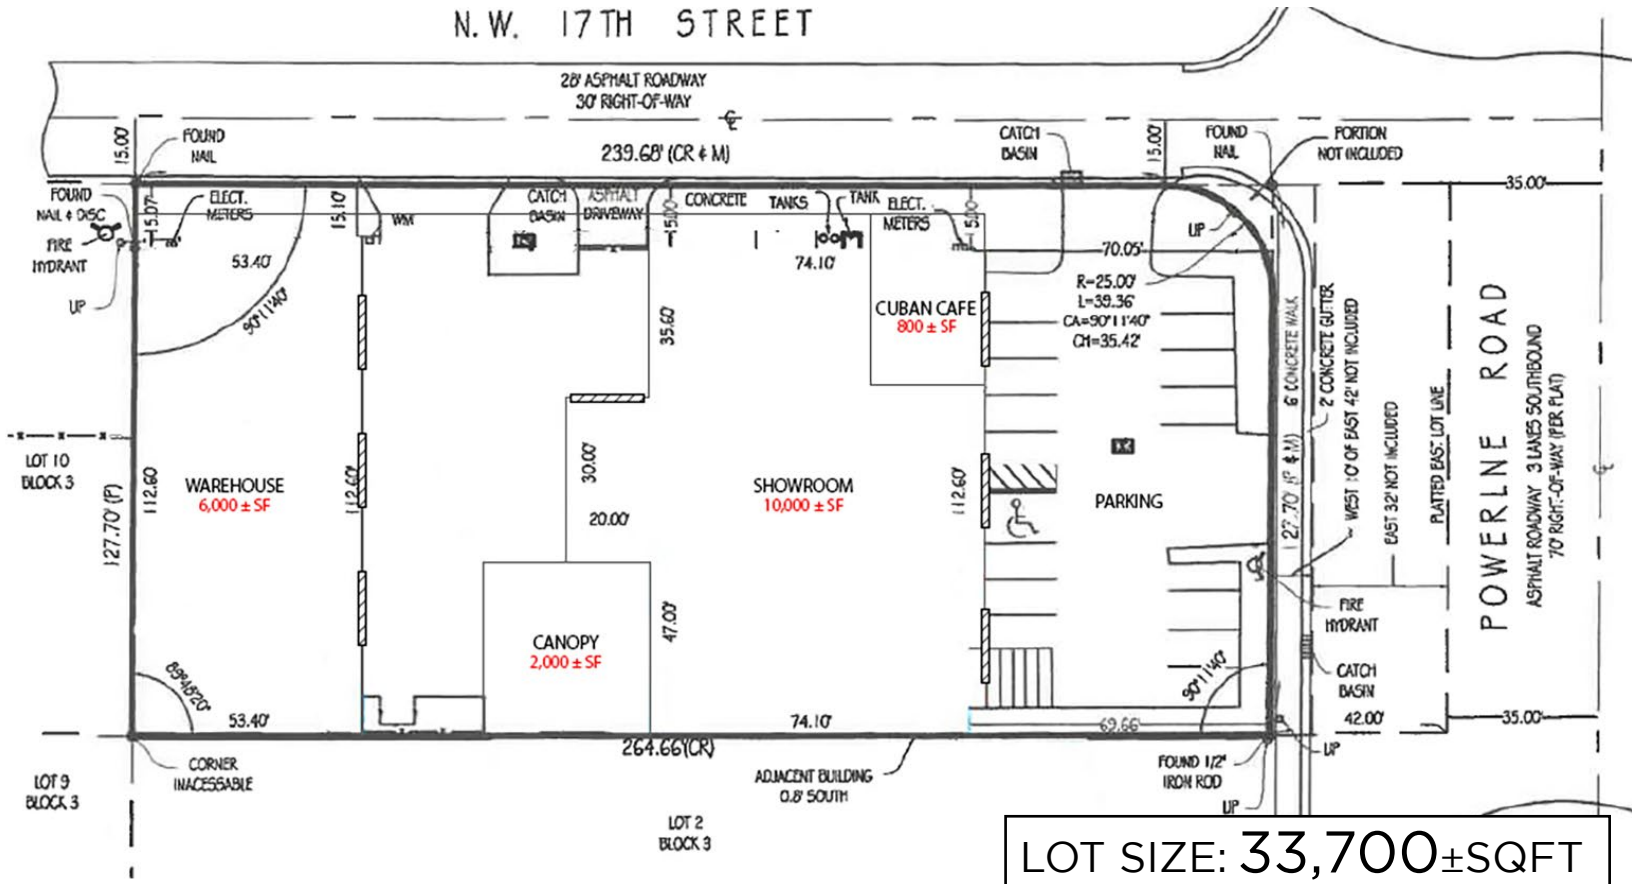 N.W. 17TH STREET
28' ASPHALT ROADWAY
30' RIGHT-OF-WAY
15.00'
FOUND
NAIL
239.68' (CR & M)
CATCH
BASIN
15.00'
FOUND
NAIL
PORTION
NOT INCLUDED
FOUND
NAIL & DISC
FIRE
HYDRANT
UP
15.07'
ELECT.
METERS
15.10'
WM
CATCH
BASIN
ASPHALT
DRIVEWAY
15.00'
CONCRETE
TANKS
TANK
ELECT.
METERS
UP
35.00'
53.40'
90°11'40"
74.10'
70.05'
35.60'
CUBAN CAFE
800 ± SF
R=25.00'
L=39.36'
CA=90°11'40"
CH=35.42'
6' CONCRETE WALK
2' CONCRETE GUTTER
WEST 10' OF EAST 42' NOT INCLUDED
EAST 32' NOT INCLUDED
PLATTED EAST LOT LINE
POWERLNE ROAD
ASPHALT ROADWAY 3 LANES SOUTHBOUND
70' RIGHT-OF-WAY (PER PLAT)
LOT 10
BLOCK 3
127.70' (P)
112.60'
WAREHOUSE
6,000 ± SF
112.60'
30.00'
20.00'
SHOWROOM
10,000 ± SF
112.60'
PARKING
127.70' (P & M)
CANOPY
2,000 ± SF
47.00'
FIRE
HYDRANT
CATCH
BASIN
89°48'20"
90°11'40"
53.40'
74.10'
69.66'
42.00'
35.00'
264.66'(CR)
CORNER
INACESSABLE
ADJACENT BUILDING
0.8' SOUTH
FOUND 1/2"
IRON ROD
UP
UP
LOT 9
BLOCK 3
LOT 2
BLOCK 3
LOT SIZE: 33,700±SQFT